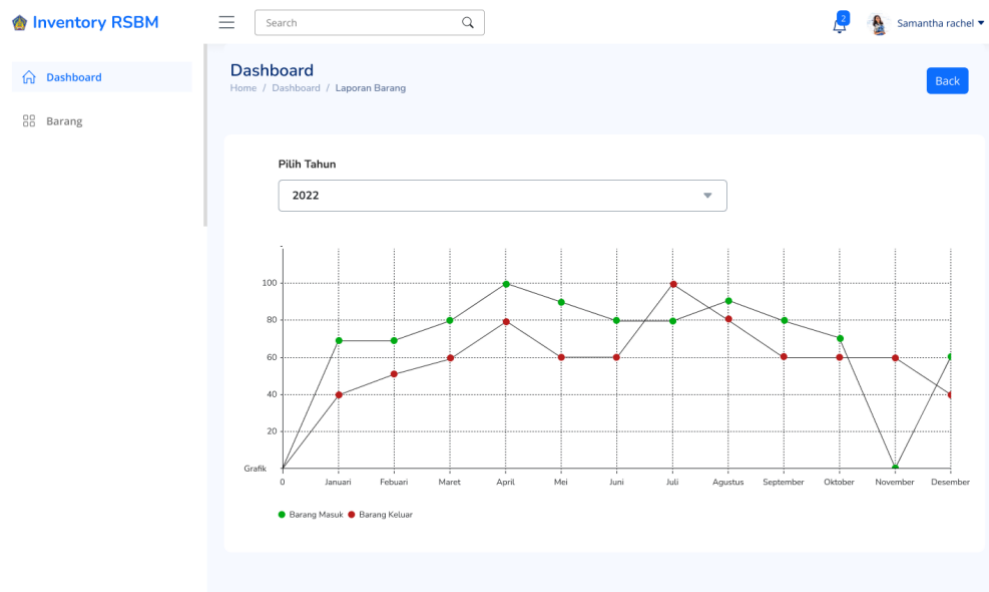 Inventory RSBM
Search
2
Samantha rachel
Dashboard
Barang
Dashboard
Home / Dashboard / Laporan Barang
Back
Pilih Tahun
2022
100
80
60
40
20
Grafik
0 Januari Febuari Maret April Mei Juni Juli Agustus September Oktober November Desember
Barang Masuk Barang Keluar